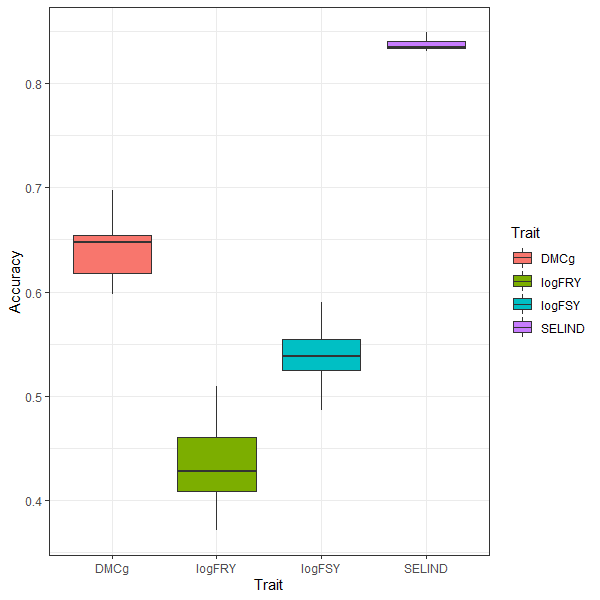 Accuracy
0.8
0.7
0.6
0.5
0.4
DMCg logFRY logFSY SELIND
Trait
Trait
DMCg
logFRY
logFSY
SELIND